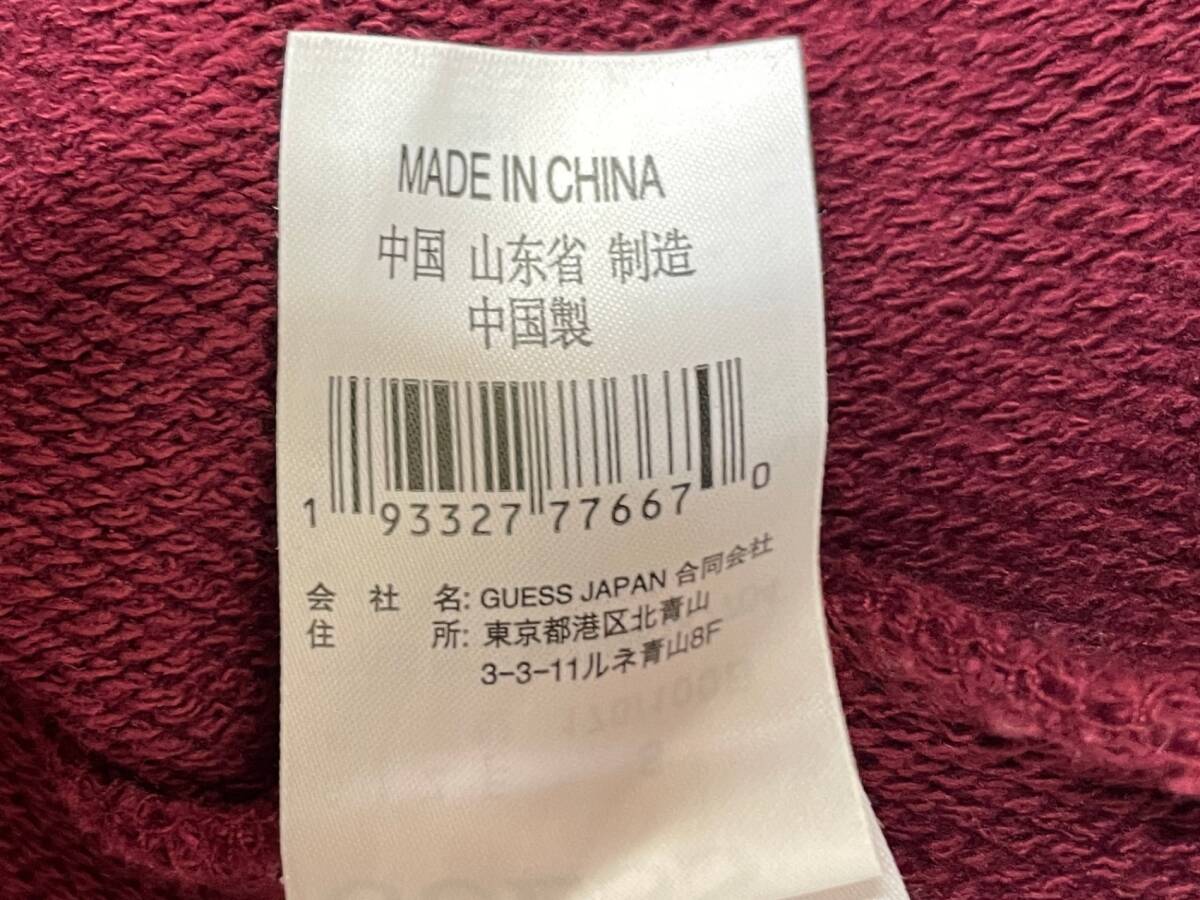 MADE IN CHINA
中国 山东省 制造
中国製
1 93327 77667 0
会 社 名: GUESS JAPAN 合同会社
住 所: 東京都港区北青山
3-3-11ルネ青山8F